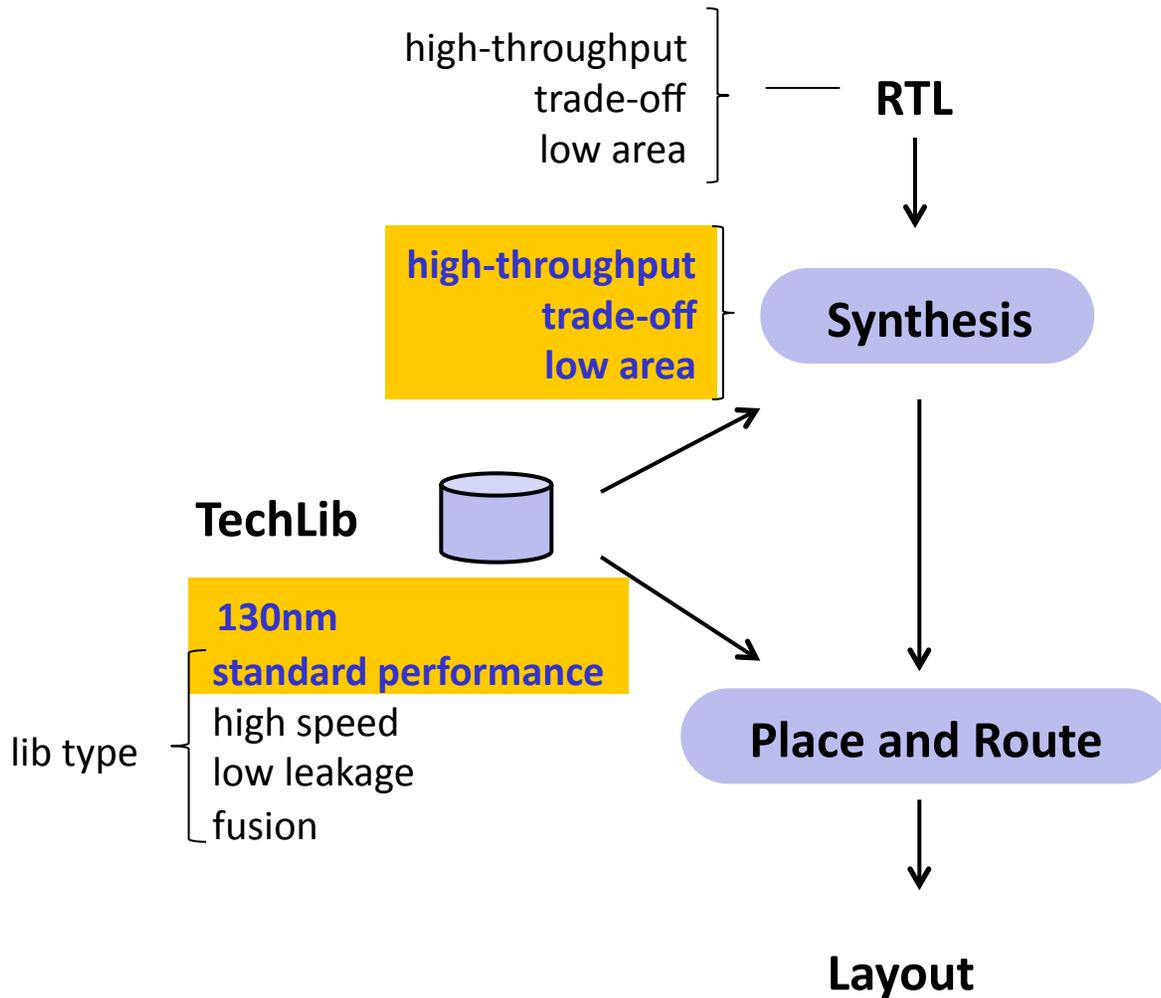 high-throughput
trade-off
low area
RTL
high-throughput
trade-off
low area
Synthesis
TechLib
130nm
standard performance
high speed
low leakage
fusion
lib type
Place and Route
Layout